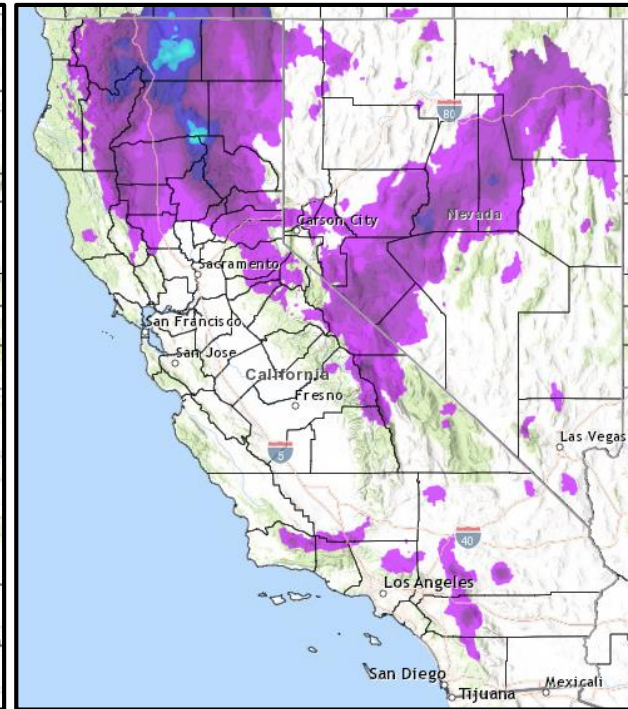 80
Carson City
Nevada
Sacramento
San Francisco
San Jose
California
Fresno
5
Las Vegas
40
Los Angeles
San Diego
Tijuana
Mexicali